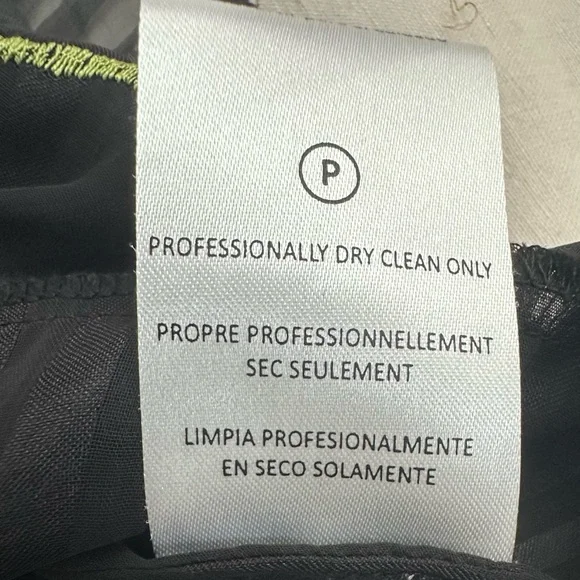 P
PROFESSIONALLY DRY CLEAN ONLY
PROPRE PROFESSIONNELLEMENT
SEC SEULEMENT
LIMPIA PROFESIONALMENTE
EN SECO SOLAMENTE